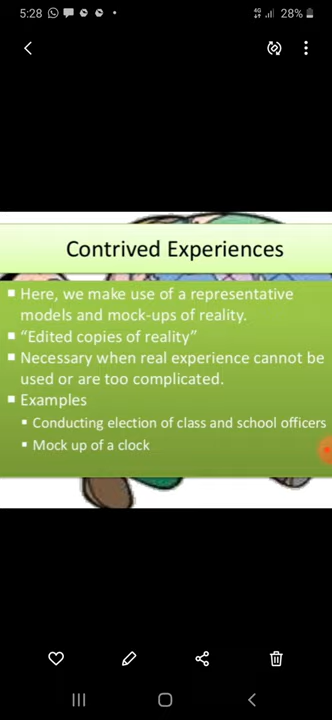 5:28
4G
28%
Contrived Experiences
Here, we make use of a representative
models and mock-ups of reality.
“Edited copies of reality”
Necessary when real experience cannot be
used or are too complicated.
Examples
Conducting election of class and school officers
Mock up of a clock